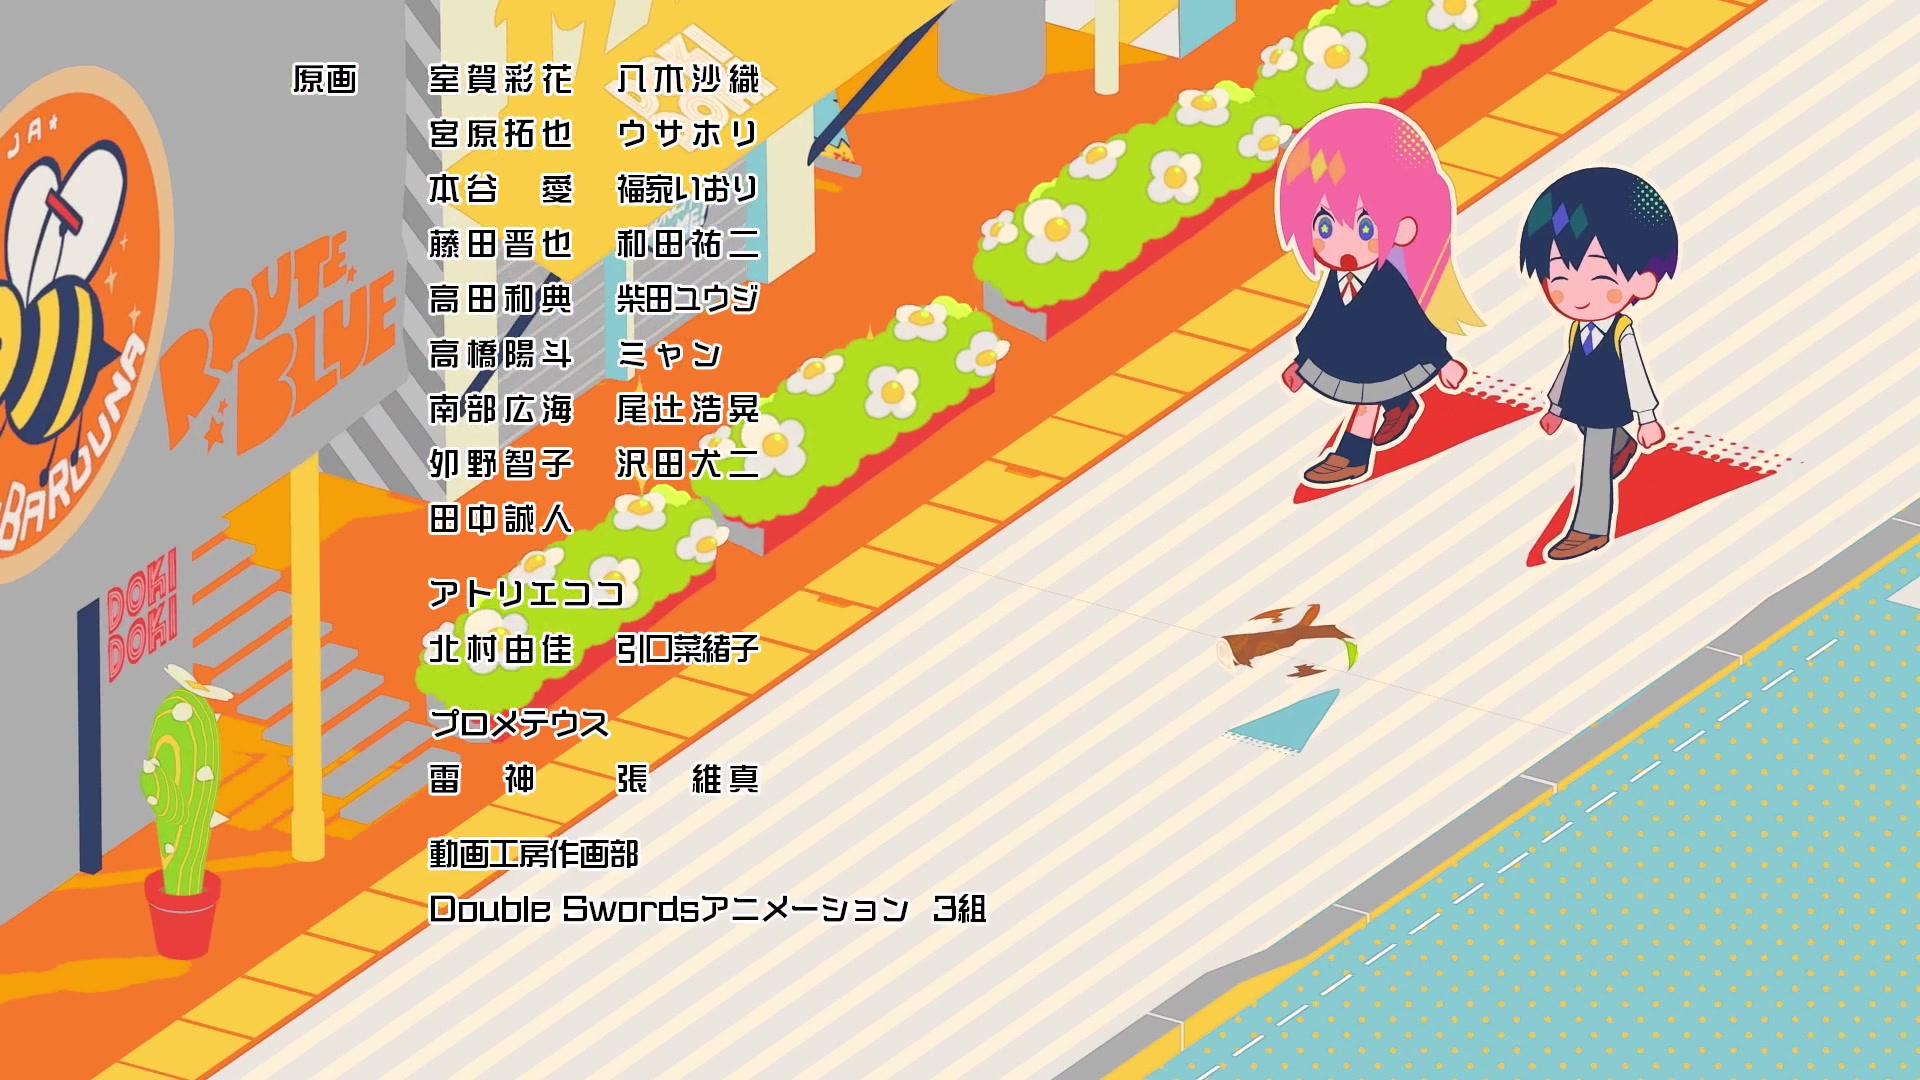 原画 室賀彩花 八木沙織
宮原拓也 ウサホリ
本谷 愛 福家いおり
藤田晋也 和田祐二
高田和典 柴田ユウジ
高橋陽斗 ミャン
南部広海 尾辻浩晃
卯野智子 沢田犬二
田中誠人
アトリエココ
北村由佳 引口菜緒子
プロメテウス
雷 神 張 維真
動画工房作画部
Double Swordsアニメーション 3組
ROUTE
BLUE
DOKI
DOKI
BAROUNA
DOKI